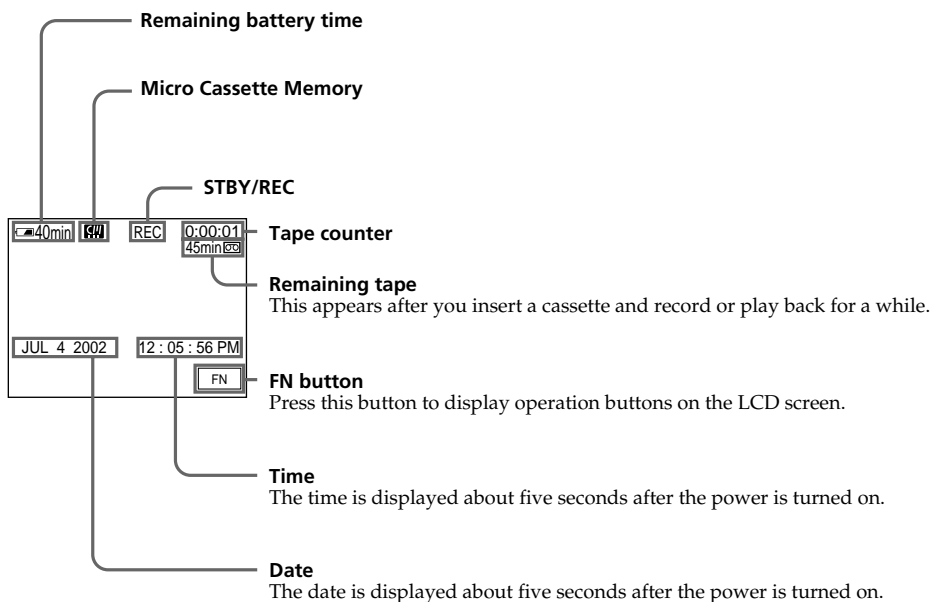 Remaining battery time
Micro Cassette Memory
STBY/REC
40min
REC
0:00:01
45min
Tape counter
Remaining tape
This appears after you insert a cassette and record or play back for a while.
JUL 4 2002
12 : 05 : 56 PM
FN
FN button
Press this button to display operation buttons on the LCD screen.
Time
The time is displayed about five seconds after the power is turned on.
Date
The date is displayed about five seconds after the power is turned on.